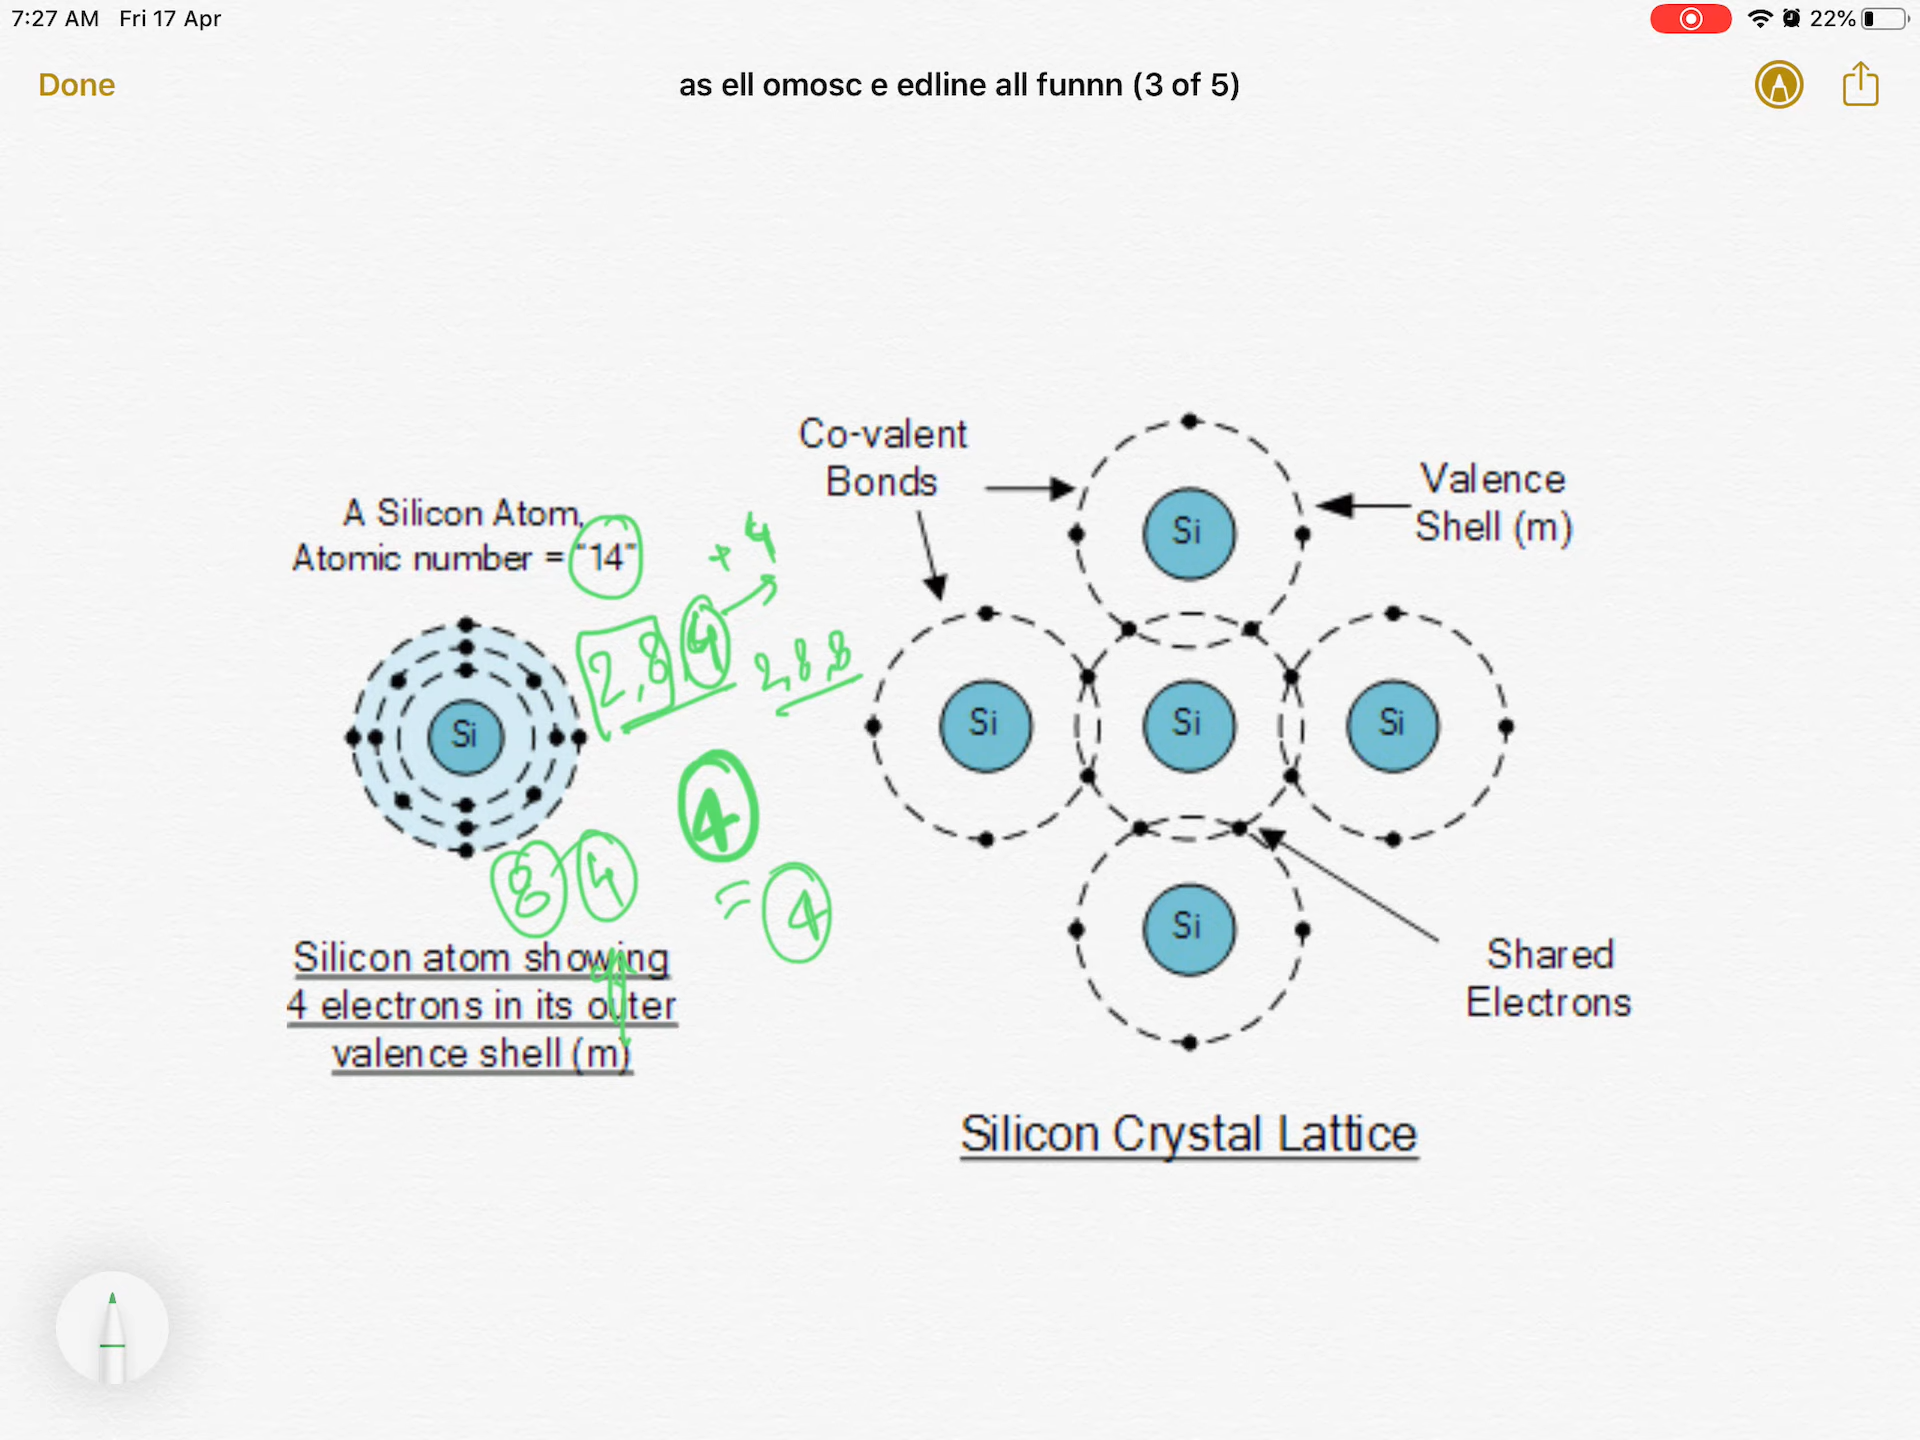 7:27 AM Fri 17 Apr
22%
Done
as ell omosc e edline all funnn (3 of 5)
A Silicon Atom,
Atomic number = "14"
+ 4
2,8,4
2,8,8
Si
4
8 4
= 4
Silicon atom showing
4 electrons in its outer
valence shell (m)
Co-valent
Bonds
Valence
Shell (m)
Si
Si
Si
Si
Si
Shared
Electrons
Silicon Crystal Lattice